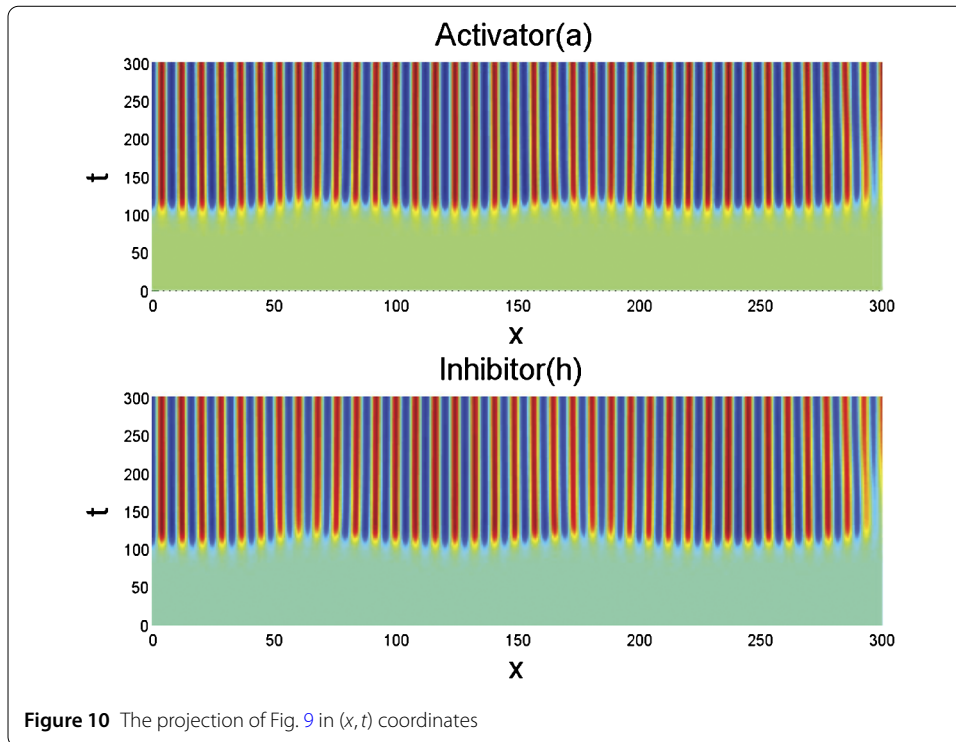 Activator(a)
300
250
200
150
100
50
0
t
0 50 100 150 200 250 300
x
Inhibitor(h)
300
250
200
150
100
50
0
t
0 50 100 150 200 250 300
x
Figure 10 The projection of Fig. 9 in (x, t) coordinates